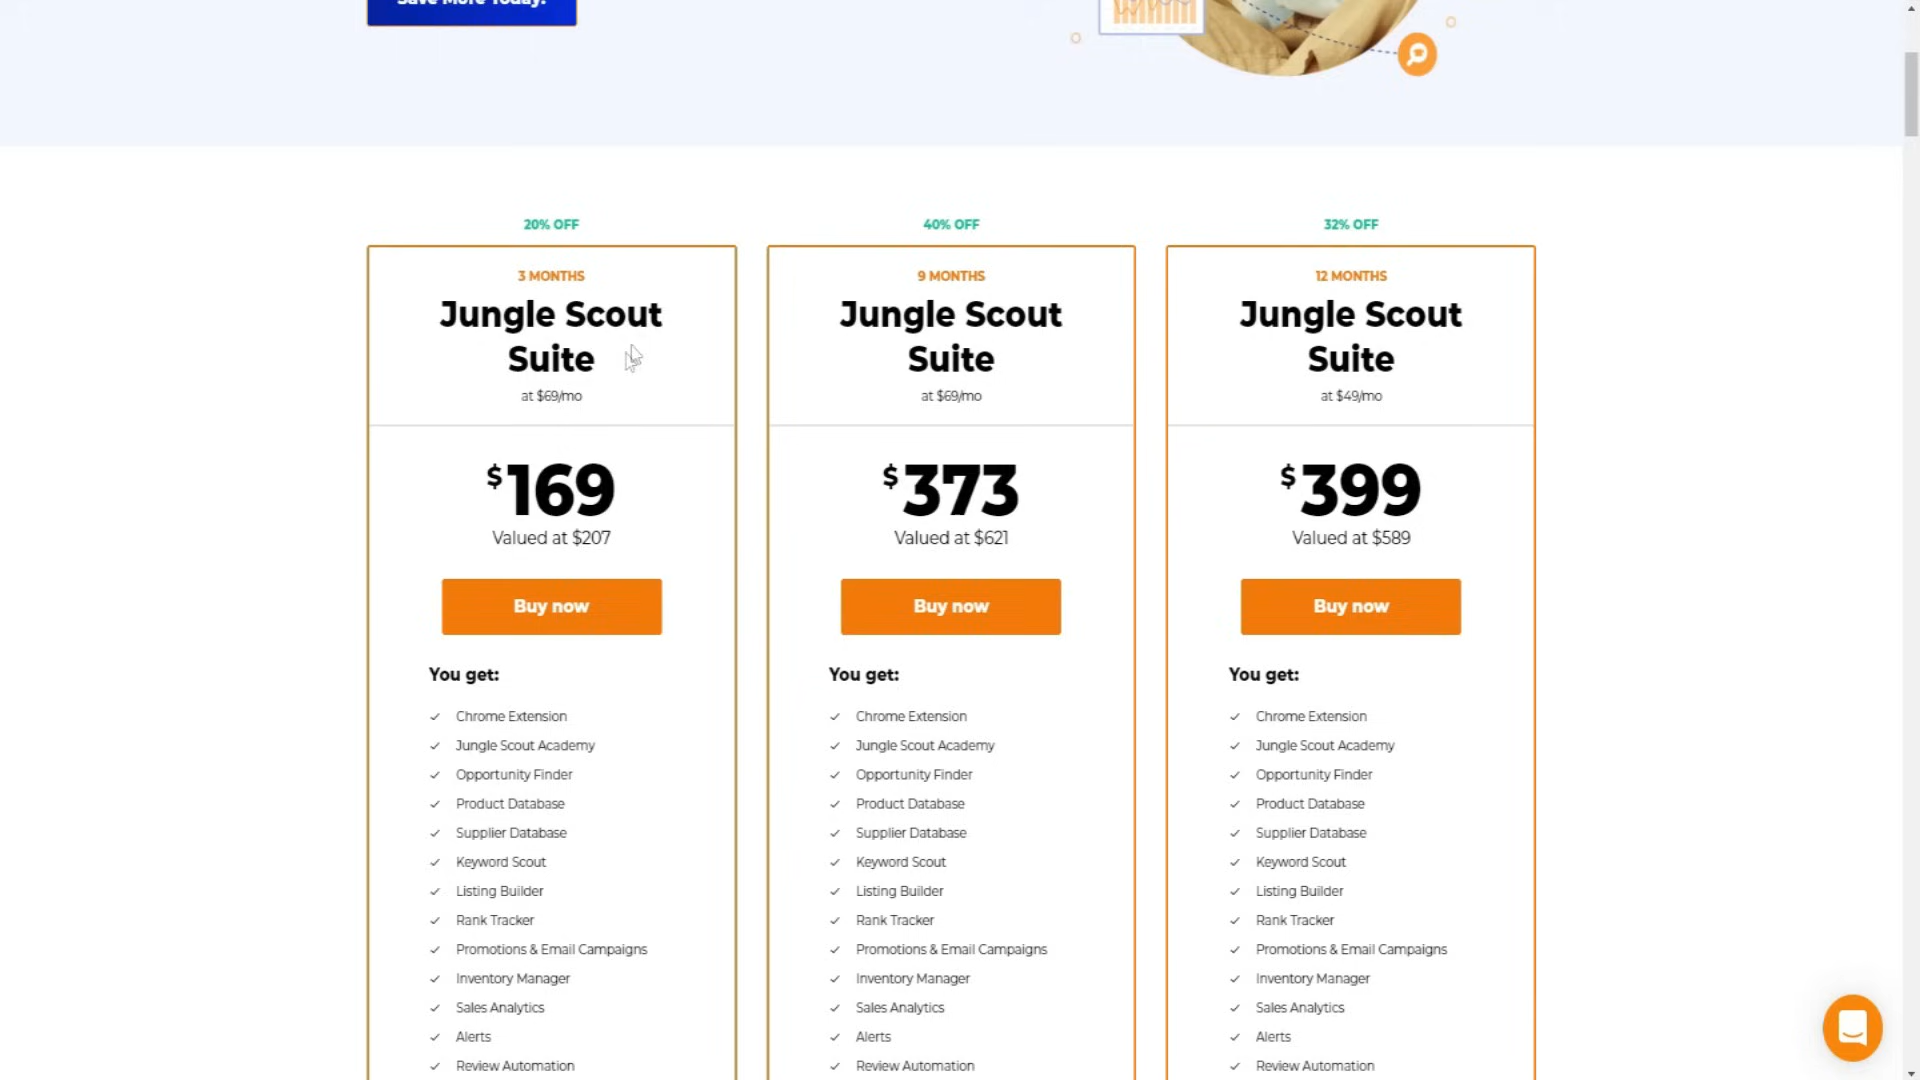 Save More Today!
20% OFF
3 MONTHS
Jungle Scout
Suite
at $69/mo
$169
Valued at $207
Buy now
You get:
Chrome Extension
Jungle Scout Academy
Opportunity Finder
Product Database
Supplier Database
Keyword Scout
Listing Builder
Rank Tracker
Promotions & Email Campaigns
Inventory Manager
Sales Analytics
Alerts
Review Automation
40% OFF
9 MONTHS
Jungle Scout
Suite
at $69/mo
$373
Valued at $621
Buy now
You get:
Chrome Extension
Jungle Scout Academy
Opportunity Finder
Product Database
Supplier Database
Keyword Scout
Listing Builder
Rank Tracker
Promotions & Email Campaigns
Inventory Manager
Sales Analytics
Alerts
Review Automation
32% OFF
12 MONTHS
Jungle Scout
Suite
at $49/mo
$399
Valued at $589
Buy now
You get:
Chrome Extension
Jungle Scout Academy
Opportunity Finder
Product Database
Supplier Database
Keyword Scout
Listing Builder
Rank Tracker
Promotions & Email Campaigns
Inventory Manager
Sales Analytics
Alerts
Review Automation